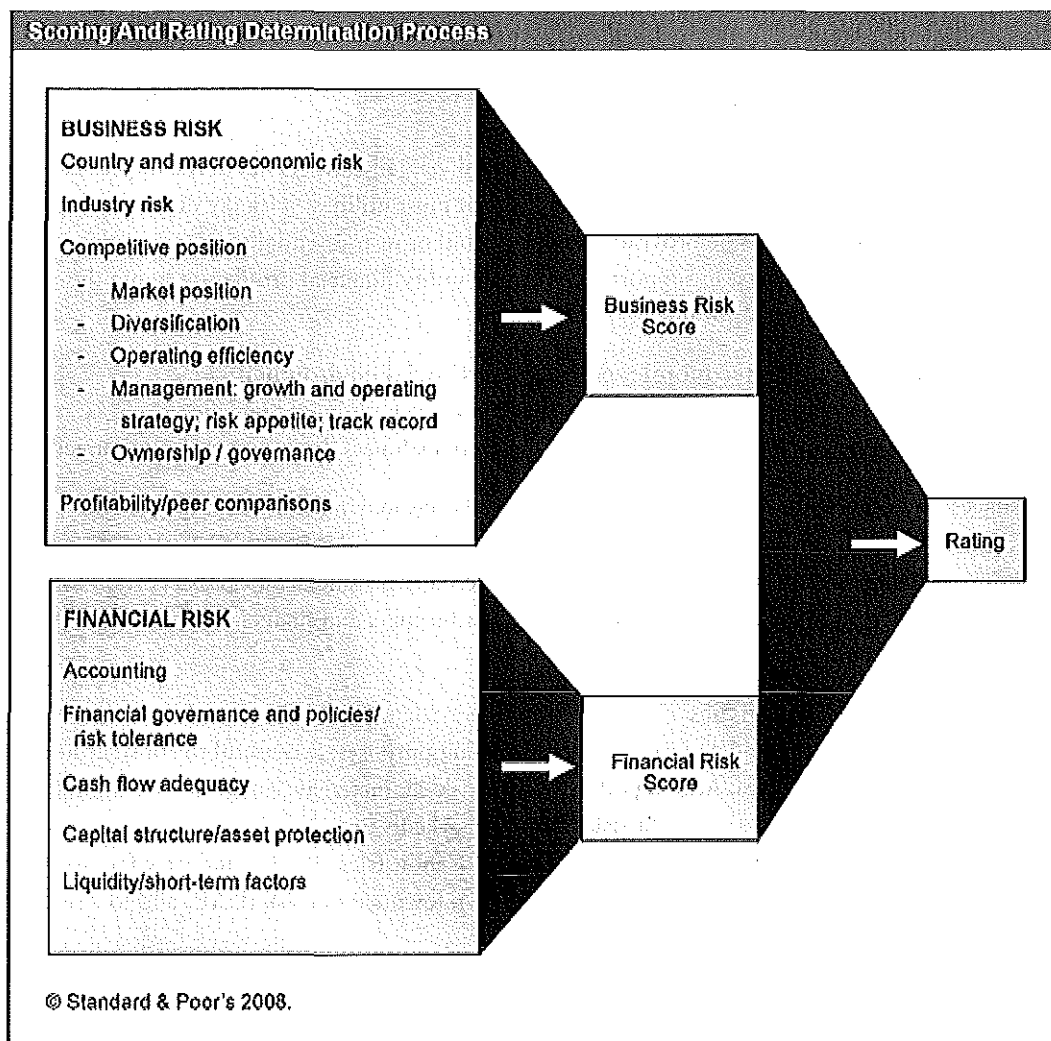 Scoring And Rating Determination Process
BUSINESS RISK
Country and macroeconomic risk
Industry risk
Competitive position
- Market position
- Diversification
- Operating efficiency
- Management: growth and operating
strategy; risk appetite; track record
- Ownership / governance
Profitability/peer comparisons
Business Risk
Score
Rating
FINANCIAL RISK
Accounting
Financial governance and policies/
risk tolerance
Cash flow adequacy
Capital structure/asset protection
Liquidity/short-term factors
Financial Risk
Score
© Standard & Poor's 2008.